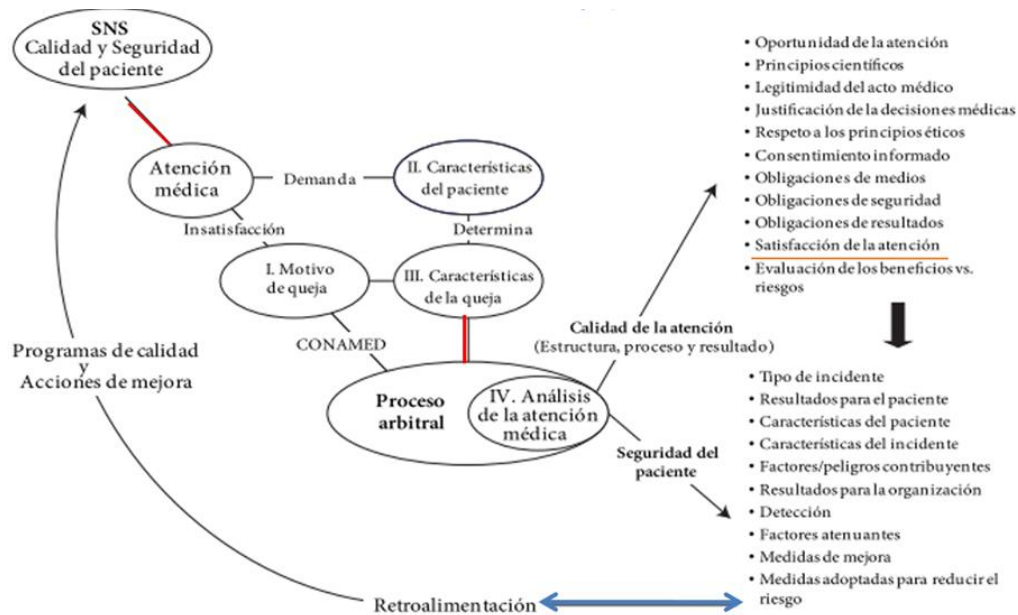 SNS
Calidad y Seguridad
del paciente
Atención
médica
Demanda
II. Características
del paciente
Insatisfacción
Determina
I. Motivo
de queja
III. Características
de la queja
CONAMED
Proceso
arbitral
IV. Análisis
de la atención
médica
Calidad de la atención
(Estructura, proceso y resultado)
Seguridad del
paciente
• Oportunidad de la atención
• Principios científicos
• Legitimidad del acto médico
• Justificación de la decisiones médicas
• Respeto a los principios éticos
• Consentimiento informado
• Obligaciones de medios
• Obligaciones de seguridad
• Obligaciones de resultados
• Satisfacción de la atención
• Evaluación de los beneficios vs.
riesgos
• Tipo de incidente
• Resultados para el paciente
• Características del paciente
• Características del incidente
• Factores/peligros contribuyentes
• Resultados para la organización
• Detección
• Factores atenuantes
• Medidas de mejora
• Medidas adoptadas para reducir el
riesgo
Retroalimentación
Programas de calidad
y
Acciones de mejora